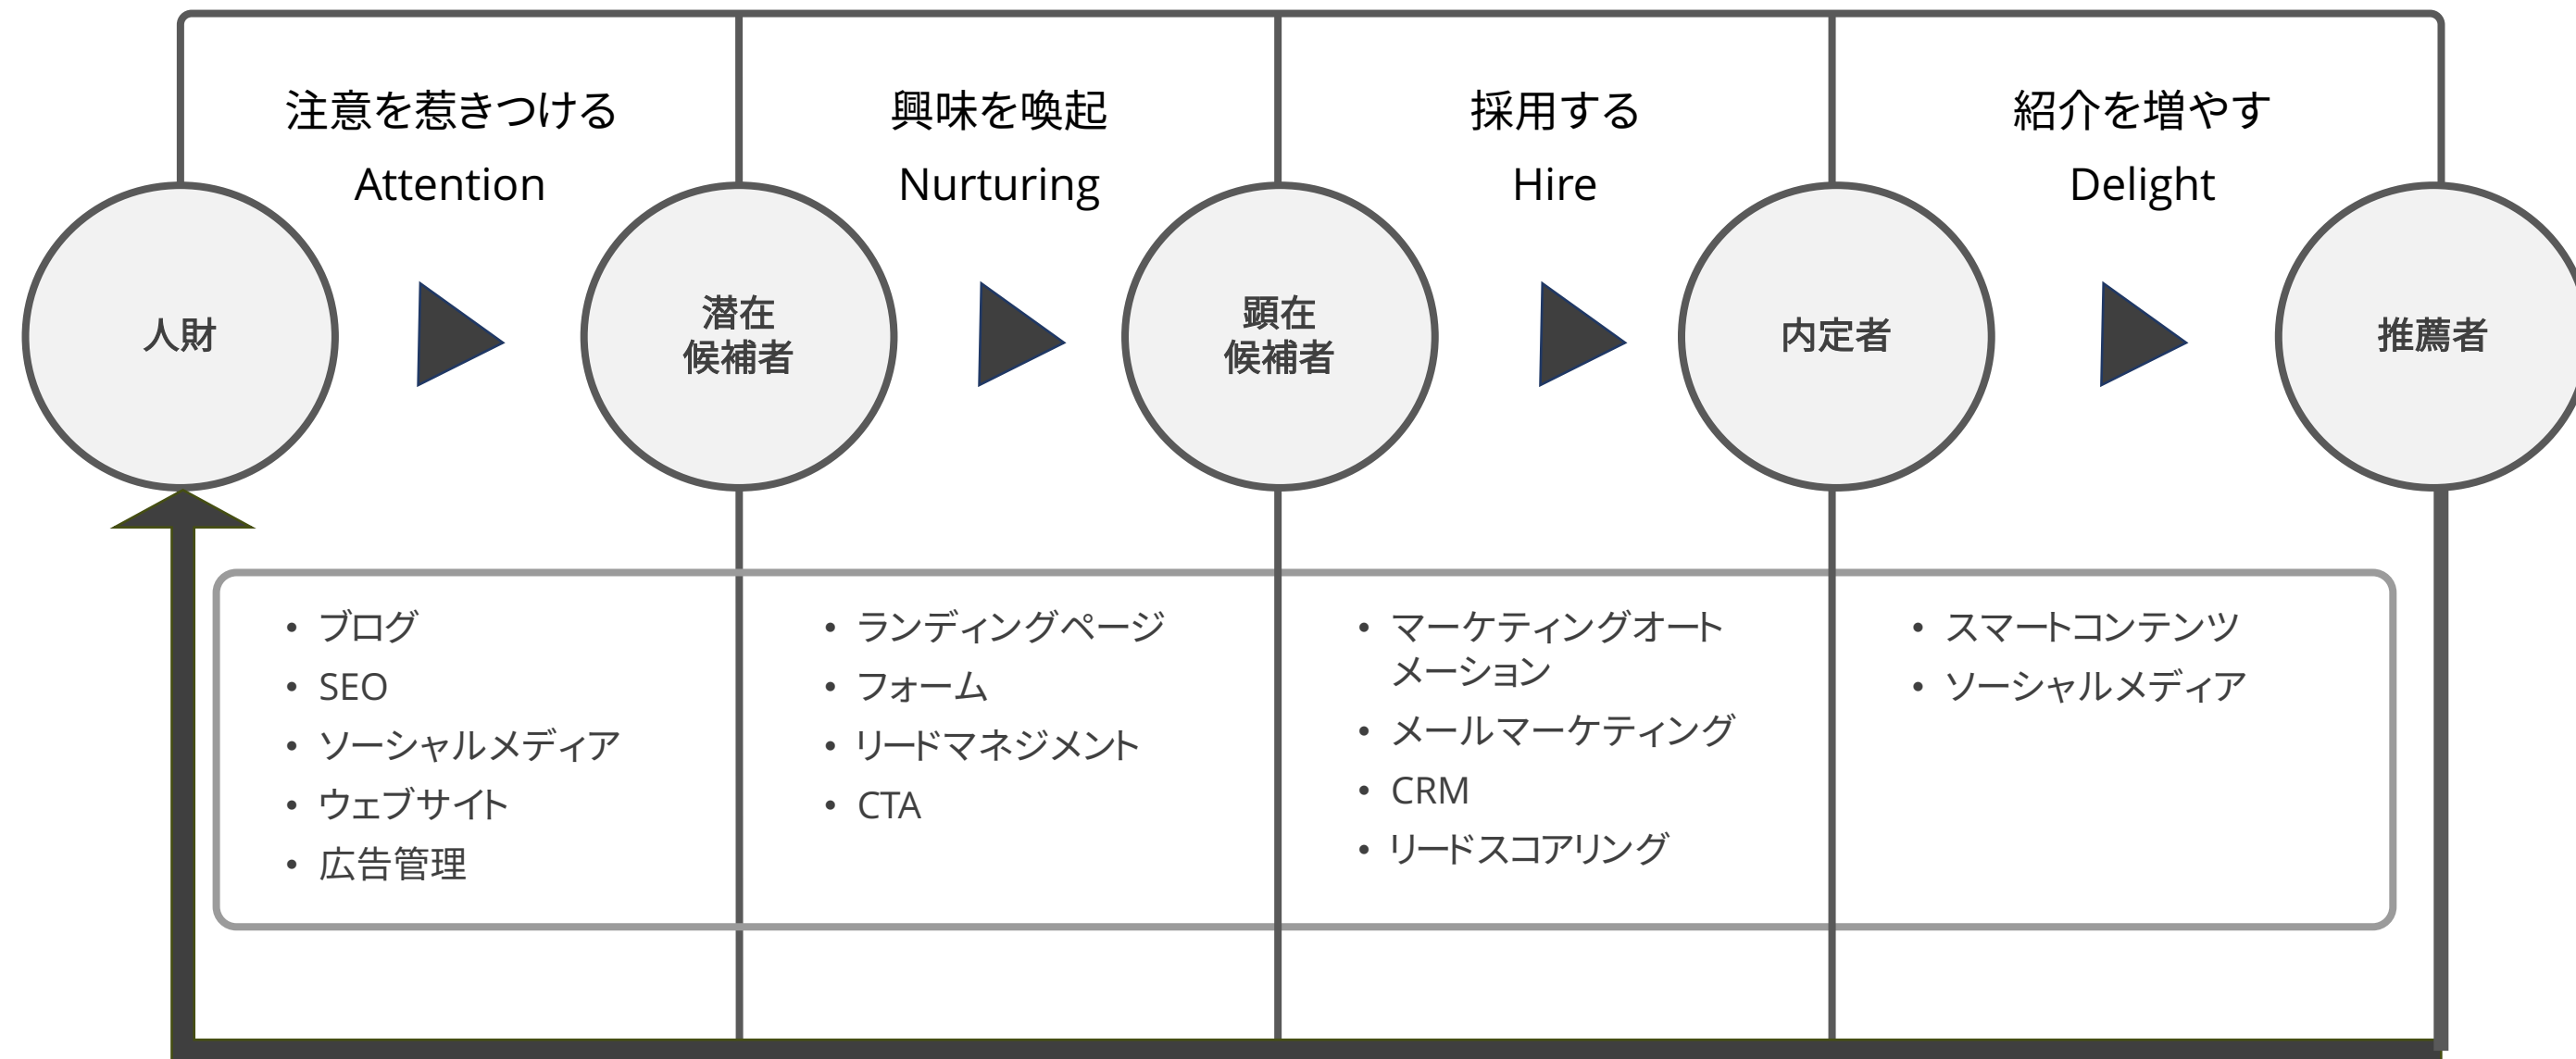 注意を惹きつける
Attention
興味を喚起
Nurturing
採用する
Hire
紹介を増やす
Delight
人財
潜在
候補者
顕在
候補者
内定者
推薦者
• ブログ
• SEO
• ソーシャルメディア
• ウェブサイト
• 広告管理
• ランディングページ
• フォーム
• リードマネジメント
• CTA
• マーケティングオート
メーション
• メールマーケティング
• CRM
• リードスコアリング
• スマートコンテンツ
• ソーシャルメディア